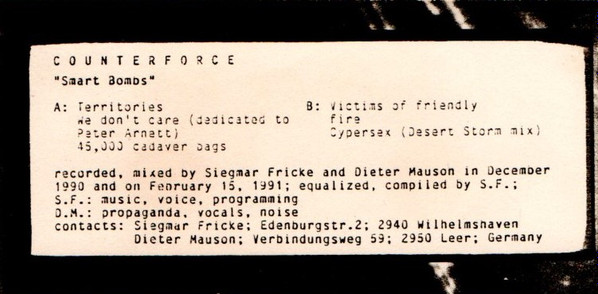 COUNTERFORCE
"Smart Bombs"
A: Territories
We don't care (dedicated to
Peter Arnett)
45,000 cadaver bags
B: Victims of friendly
fire
Cypersex (Desert Storm mix)
recorded, mixed by Siegmar Fricke and Dieter Mauson in December
1990 and on February 15, 1991; equalized, compiled by S.F.;
S.F.: music, voice, programming
D.M.: propaganda, vocals, noise
contacts: Siegmar Fricke; Edenburgstr.2; 2940 Wilhelmshaven
Dieter Mauson; Verbindungsweg 59; 2950 Leer; Germany